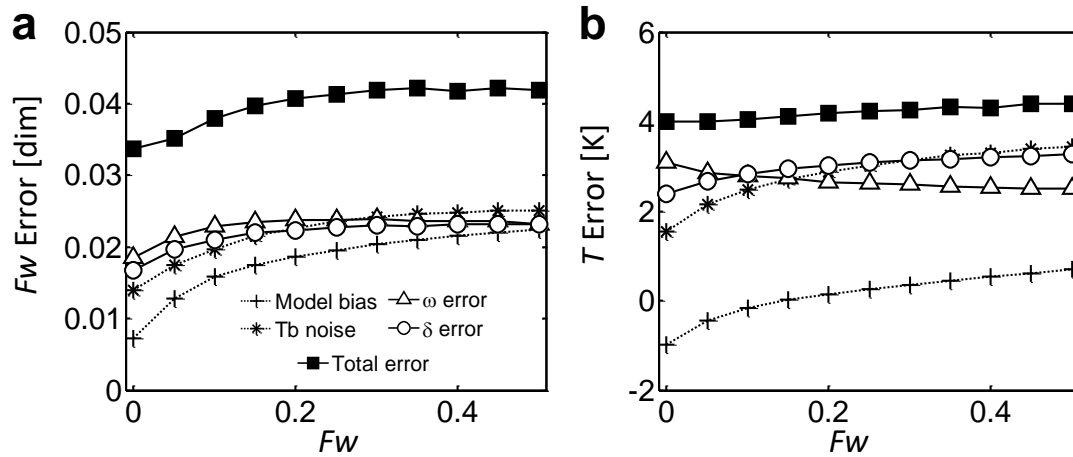 a
0.05
0.04
0.03
0.02
0.01
0
Fw Error [dim]
Model bias
ω error
Tb noise
δ error
Total error
0
0.2
0.4
Fw
b
6
4
2
0
-2
T Error [K]
0
0.2
0.4
Fw